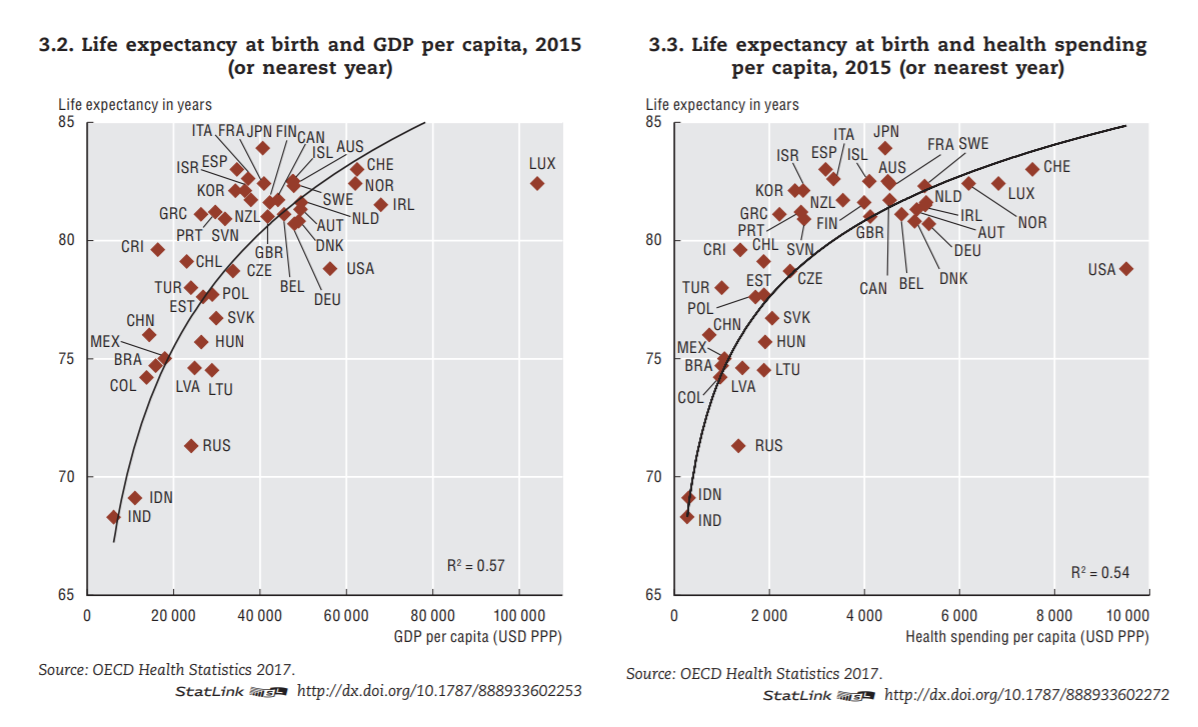 3.2. Life expectancy at birth and GDP per capita, 2015
(or nearest year)
Life expectancy in years
85
80
75
70
65
ITA FRA JPN FIN CAN
ISL AUS
ISR ESP
CHE
LUX
KOR
NOR
SWE
IRL
GRC
NZL
NLD
PRT SVN
AUT
CRI
GBR
DNK
CHL
CZE
USA
TUR
BEL
EST
POL
DEU
CHN
SVK
MEX
HUN
BRA
COL
LVA LTU
RUS
IDN
IND
R² = 0.57
0 20 000 40 000 60 000 80 000 100 000
GDP per capita (USD PPP)
Source: OECD Health Statistics 2017.
StatLink http://dx.doi.org/10.1787/888933602253
3.3. Life expectancy at birth and health spending
per capita, 2015 (or nearest year)
Life expectancy in years
85
80
75
70
65
ITA JPN
ISR ESP ISL
FRA SWE
AUS
CHE
KOR
NZL
NLD
LUX
GRC
IRL
NOR
PRT
FIN
GBR
AUT
CRI CHL SVN
DEU
TUR
EST
CZE
CAN BEL DNK
USA
POL
CHN
SVK
MEX
HUN
BRA
LTU
COL
LVA
RUS
IDN
IND
R² = 0.54
0 2 000 4 000 6 000 8 000 10 000
Health spending per capita (USD PPP)
Source: OECD Health Statistics 2017.
StatLink http://dx.doi.org/10.1787/888933602272